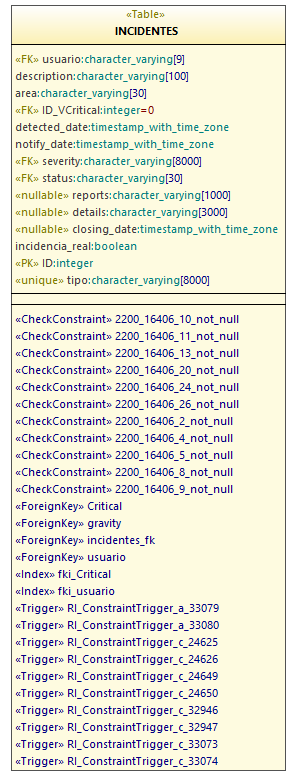 «Table»
INCIDENTES
«FK» usuario:character_varying[9]
description:character_varying[100]
area:character_varying[30]
«FK» ID_VCritical:integer=0
detected_date:timestamp_with_time_zone
notify_date:timestamp_with_time_zone
«FK» severity:character_varying[8000]
«FK» status:character_varying[30]
«nullable» reports:character_varying[1000]
«nullable» details:character_varying[3000]
«nullable» closing_date:timestamp_with_time_zone
incidencia_real:boolean
«PK» ID:integer
«unique» tipo:character_varying[8000]
«CheckConstraint» 2200_16406_10_not_null
«CheckConstraint» 2200_16406_11_not_null
«CheckConstraint» 2200_16406_13_not_null
«CheckConstraint» 2200_16406_20_not_null
«CheckConstraint» 2200_16406_24_not_null
«CheckConstraint» 2200_16406_26_not_null
«CheckConstraint» 2200_16406_2_not_null
«CheckConstraint» 2200_16406_4_not_null
«CheckConstraint» 2200_16406_5_not_null
«CheckConstraint» 2200_16406_8_not_null
«CheckConstraint» 2200_16406_9_not_null
«ForeignKey» Critical
«ForeignKey» gravity
«ForeignKey» incidentes_fk
«ForeignKey» usuario
«Index» fki_Critical
«Index» fki_usuario
«Trigger» RI_ConstraintTrigger_a_33079
«Trigger» RI_ConstraintTrigger_a_33080
«Trigger» RI_ConstraintTrigger_c_24625
«Trigger» RI_ConstraintTrigger_c_24626
«Trigger» RI_ConstraintTrigger_c_24649
«Trigger» RI_ConstraintTrigger_c_24650
«Trigger» RI_ConstraintTrigger_c_32946
«Trigger» RI_ConstraintTrigger_c_32947
«Trigger» RI_ConstraintTrigger_c_33073
«Trigger» RI_ConstraintTrigger_c_33074